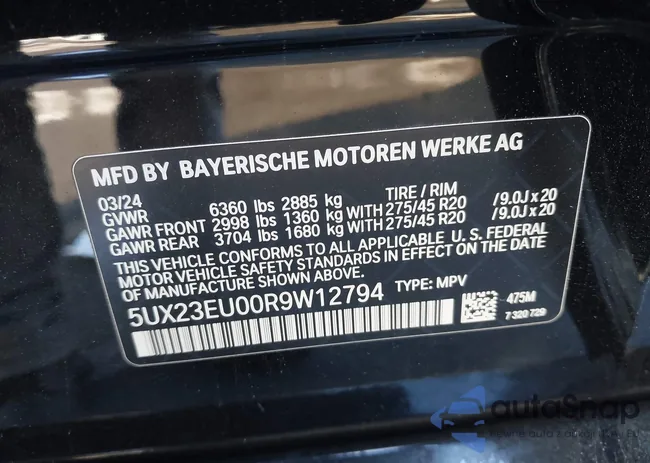 MFD BY BAYERISCHE MOTOREN WERKE AG
03/24 TIRE / RIM
GVWR 6360 lbs 2885 kg
GAWR FRONT 2998 lbs 1360 kg WITH 275/45 R20 /9.0J x 20
GAWR REAR 3704 lbs 1680 kg WITH 275/45 R20 /9.0J x 20
THIS VEHICLE CONFORMS TO ALL APPLICABLE U. S. FEDERAL
MOTOR VEHICLE SAFETY STANDARDS IN EFFECT ON THE DATE
OF MANUFACTURE SHOWN ABOVE.
5UX23EU00R9W12794 TYPE: MPV
475M
7 320 729
autoSnap